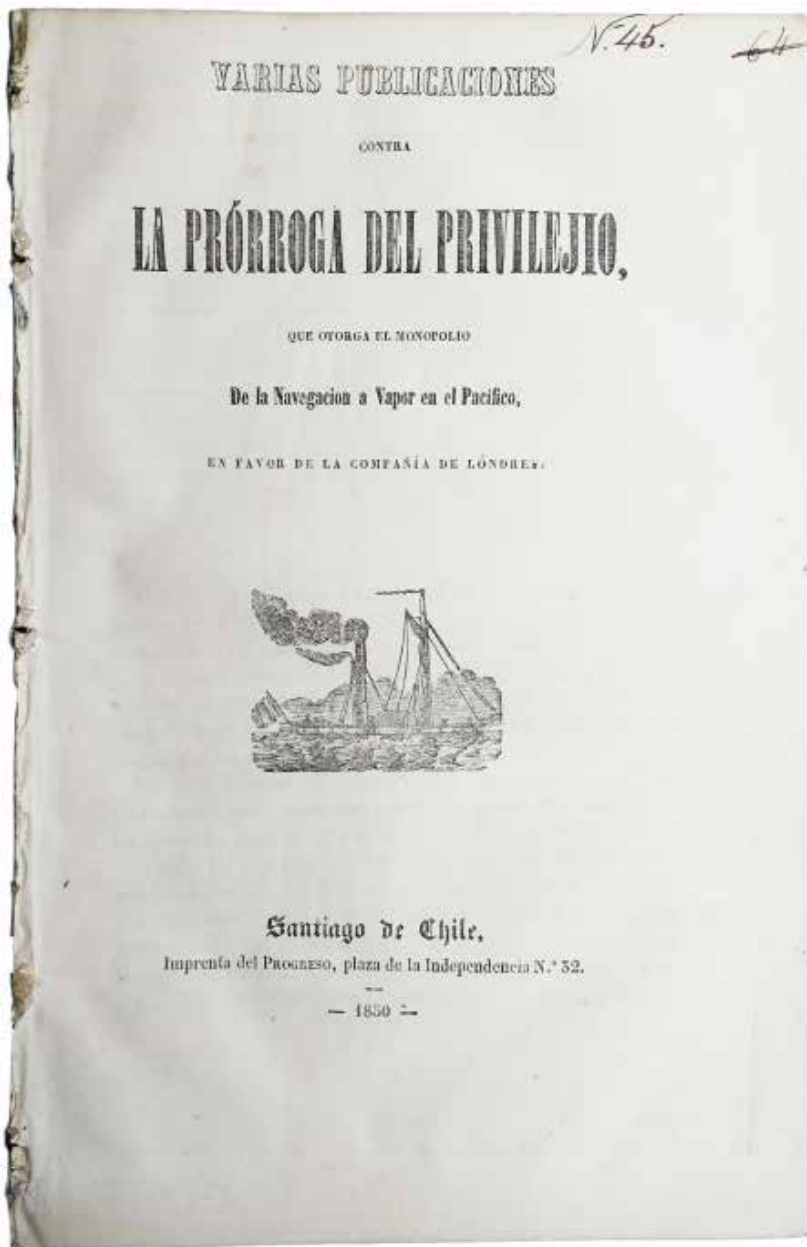 N. 45. 64
VARIAS PUBLICACIONES
CONTRA
LA PRÓRROGA DEL PRIVILEJIO,
QUE OTORGA EL MONOPOLIO
De la Navegacion a Vapor en el Pacifico,
EN FAVOR DE LA COMPAÑÍA DE LÓNDRES.
Santiago de Chile,
Imprenta del PROGRESO, plaza de la Independencia N.° 32.
— 1850 —